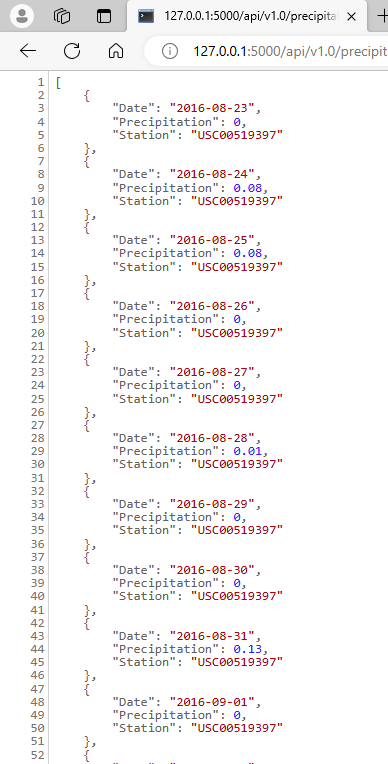 127.0.0.1:5000/api/v1.0/precipita
127.0.0.1:5000/api/v1.0/precipit
1 [
2 {
3 "Date": "2016-08-23",
4 "Precipitation": 0,
5 "Station": "USC00519397"
6 },
7 {
8 "Date": "2016-08-24",
9 "Precipitation": 0.08,
10 "Station": "USC00519397"
11 },
12 {
13 "Date": "2016-08-25",
14 "Precipitation": 0.08,
15 "Station": "USC00519397"
16 },
17 {
18 "Date": "2016-08-26",
19 "Precipitation": 0,
20 "Station": "USC00519397"
21 },
22 {
23 "Date": "2016-08-27",
24 "Precipitation": 0,
25 "Station": "USC00519397"
26 },
27 {
28 "Date": "2016-08-28",
29 "Precipitation": 0.01,
30 "Station": "USC00519397"
31 },
32 {
33 "Date": "2016-08-29",
34 "Precipitation": 0,
35 "Station": "USC00519397"
36 },
37 {
38 "Date": "2016-08-30",
39 "Precipitation": 0,
40 "Station": "USC00519397"
41 },
42 {
43 "Date": "2016-08-31",
44 "Precipitation": 0.13,
45 "Station": "USC00519397"
46 },
47 {
48 "Date": "2016-09-01",
49 "Precipitation": 0,
50 "Station": "USC00519397"
51 },
52 {